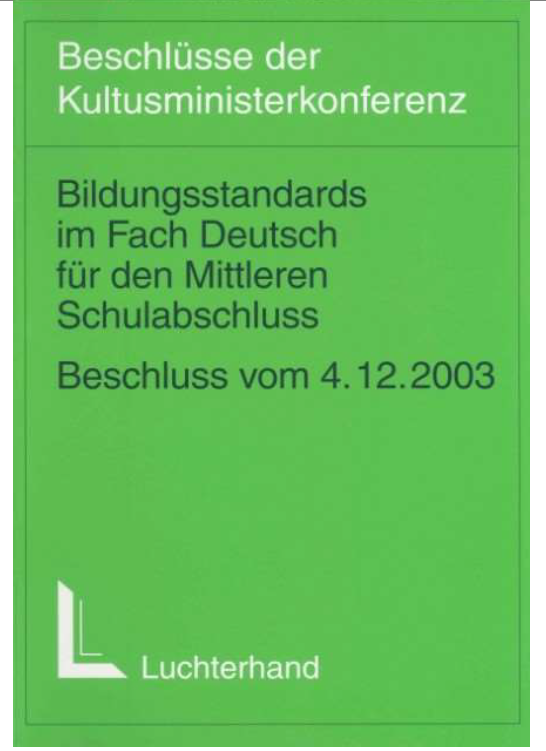 Beschlüsse der
Kultusministerkonferenz
Bildungsstandards
im Fach Deutsch
für den Mittleren
Schulabschluss
Beschluss vom 4.12.2003
Luchterhand